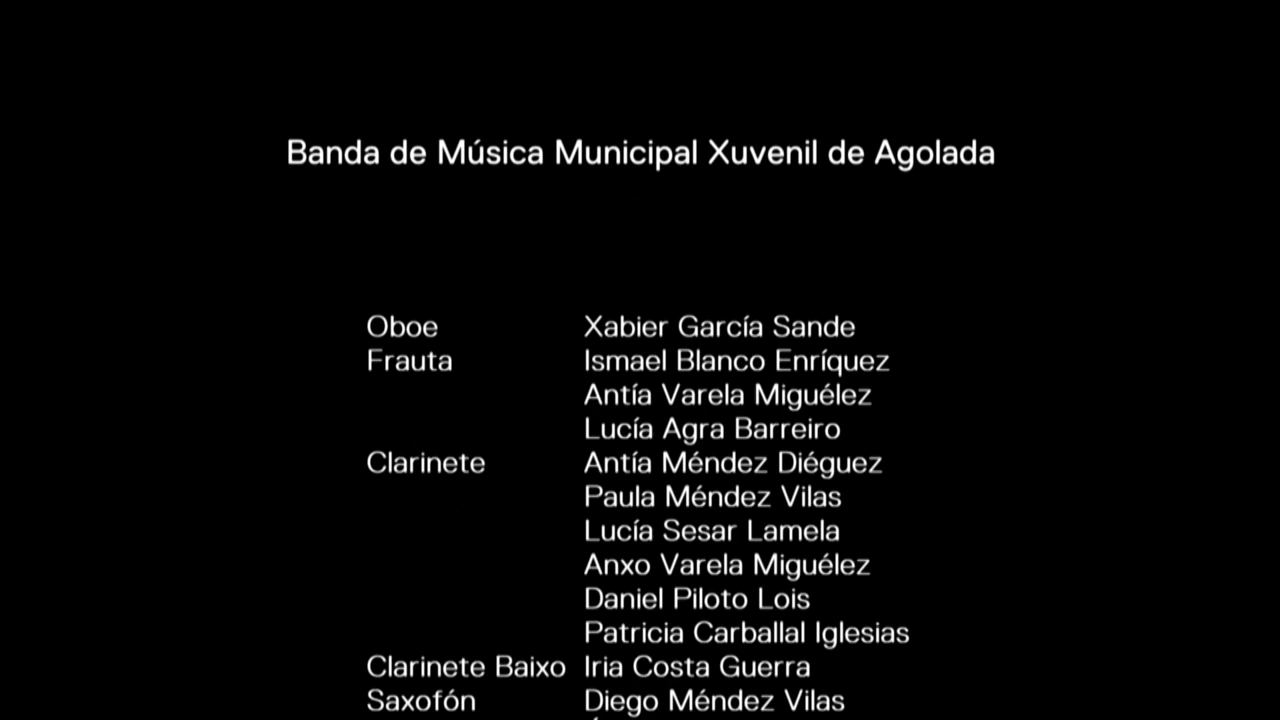 Banda de Música Municipal Xuvenil de Agolada
Oboe Xabier García Sande
Frauta Ismael Blanco Enríquez
Antía Varela Miguélez
Lucía Agra Barreiro
Clarinete Antía Méndez Diéguez
Paula Méndez Vilas
Lucía Sesar Lamela
Anxo Varela Miguélez
Daniel Piloto Lois
Patricia Carballal Iglesias
Clarinete Baixo Iria Costa Guerra
Saxofón Diego Méndez Vilas